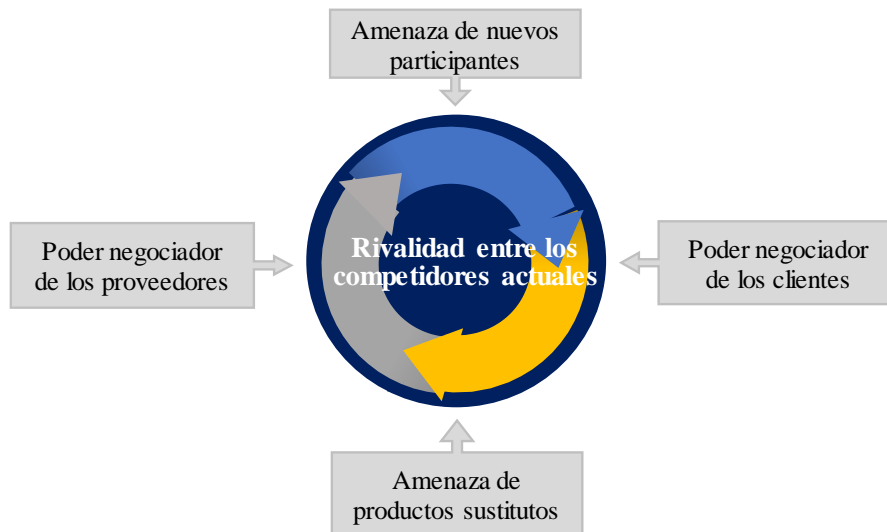 Amenaza de nuevos
participantes
Poder negociador
de los proveedores
Rivalidad entre los
competidores actuales
Poder negociador
de los clientes
Amenaza de
productos sustitutos